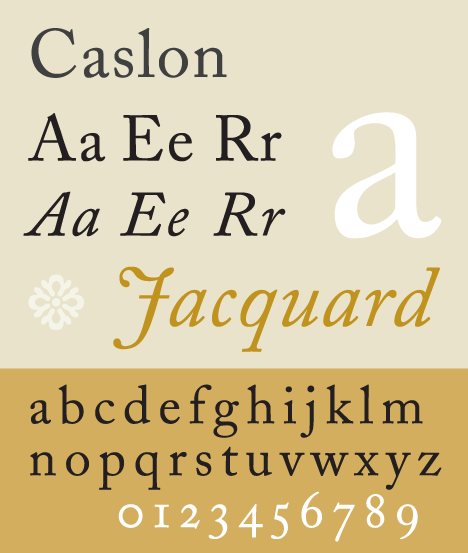 Caslon
Aa Ee Rr
a
Aa Ee Rr
Jacquard
abcdefghijklm
nopqrstuvwxyz
0123456789